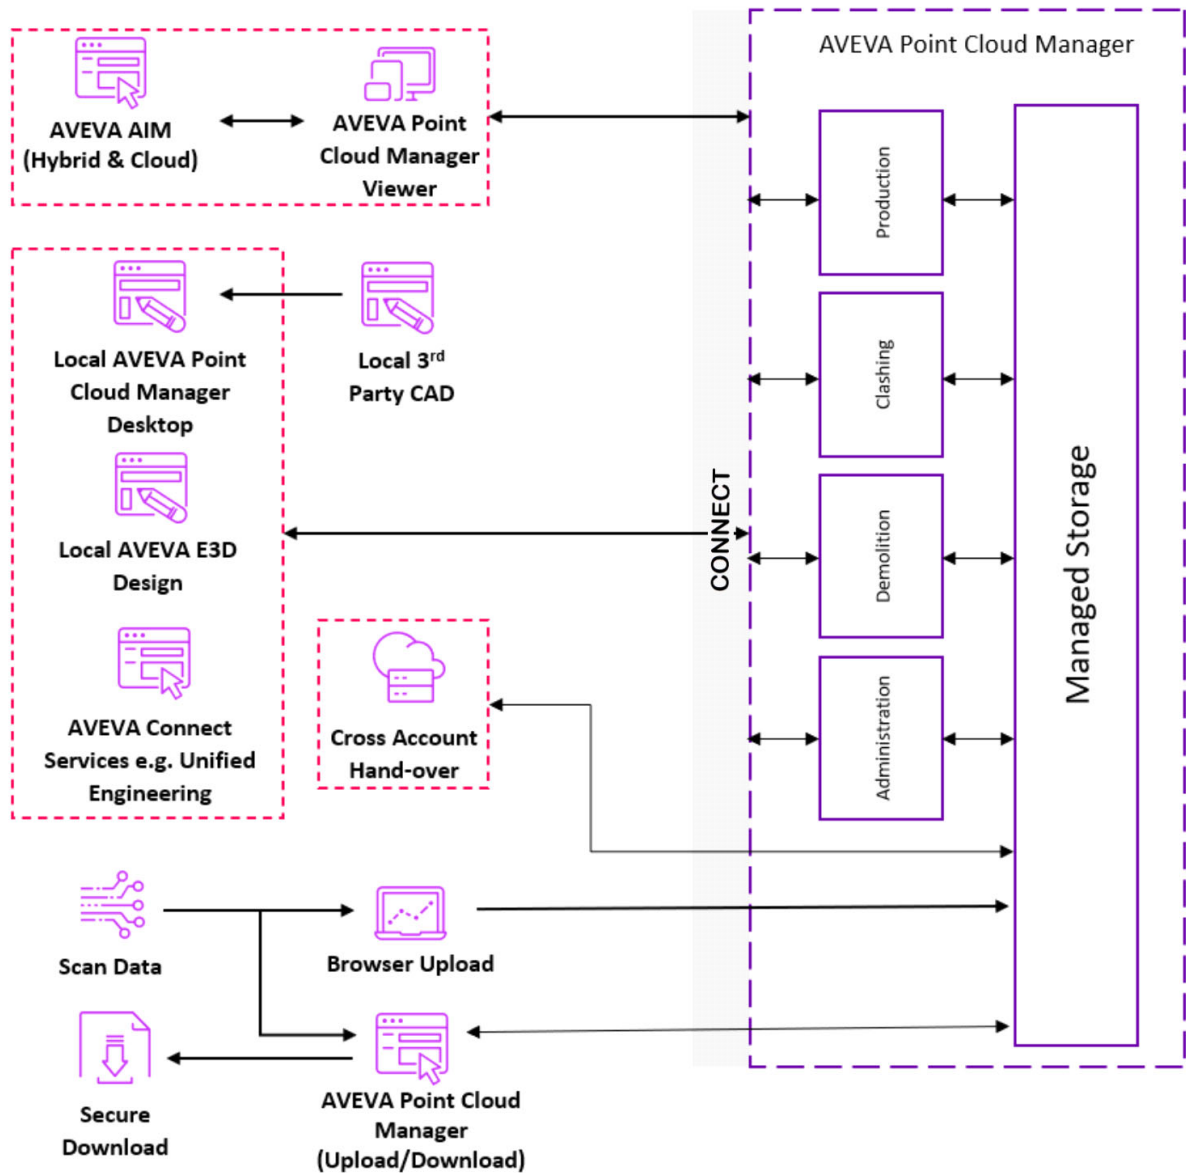 AVEVA Point Cloud Manager
AVEVA AIM
(Hybrid & Cloud)
AVEVA Point
Cloud Manager
Viewer
Production
Local AVEVA Point
Cloud Manager
Desktop
Local 3rd
Party CAD
Clashing
CONNECT
Managed Storage
Local AVEVA E3D
Design
Demolition
AVEVA Connect
Services e.g. Unified
Engineering
Cross Account
Hand-over
Administration
Scan Data
Browser Upload
Secure
Download
AVEVA Point Cloud
Manager
(Upload/Download)